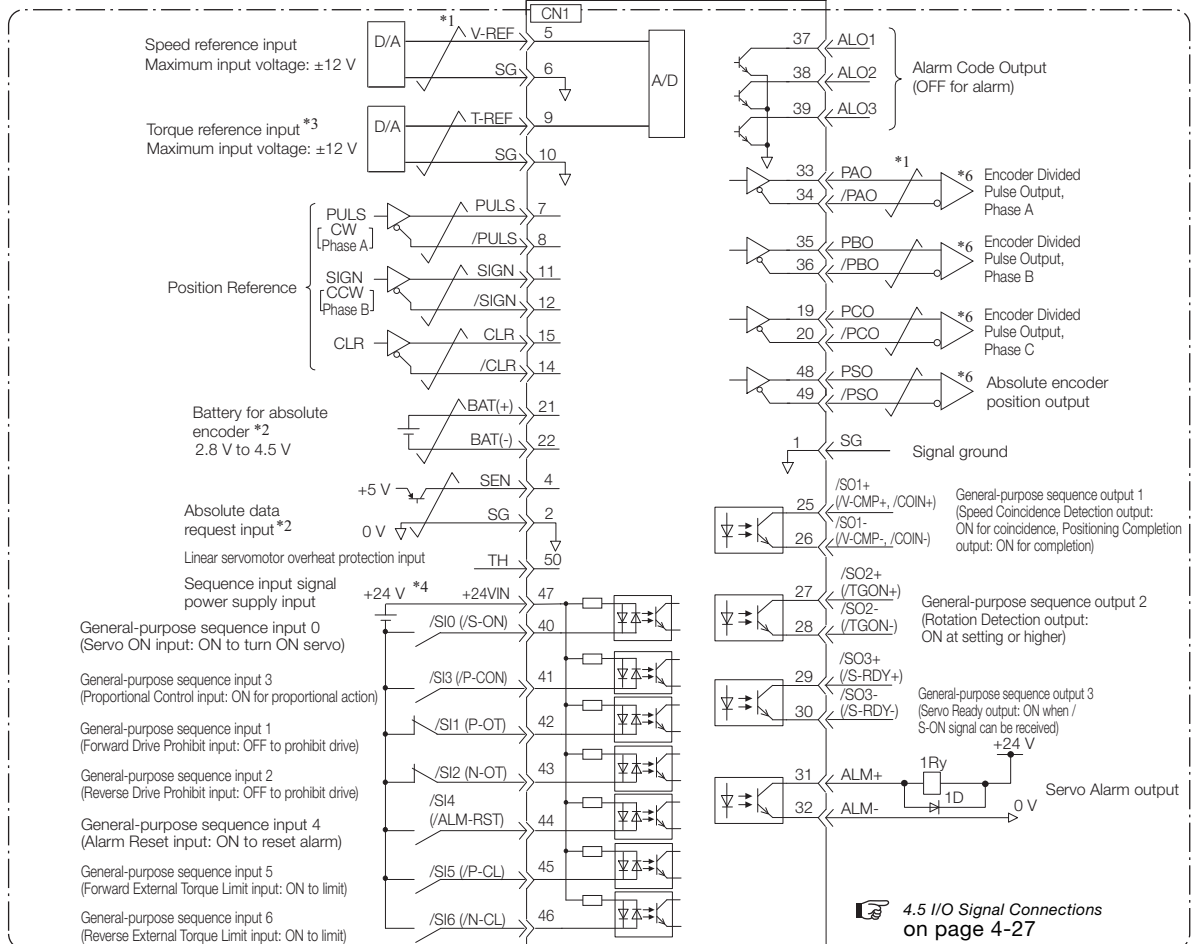 CN1
Speed reference input
Maximum input voltage: ±12 V
D/A
*1
V-REF
5
SG
6
A/D
Torque reference input *3
Maximum input voltage: ±12 V
D/A
T-REF
9
SG
10
Position Reference
PULS
CW
Phase A
PULS
7
/PULS
8
SIGN
CCW
Phase B
SIGN
11
/SIGN
12
CLR
CLR
15
/CLR
14
Battery for absolute
encoder *2
2.8 V to 4.5 V
BAT(+)
21
BAT(-)
22
Absolute data
request input*2
+5 V
SEN
4
0 V
SG
2
Linear servomotor overheat protection input
TH
50
Sequence input signal
power supply input
+24 V
*4
+24VIN
47
General-purpose sequence input 0
(Servo ON input: ON to turn ON servo)
/SI0 (/S-ON)
40
General-purpose sequence input 3
(Proportional Control input: ON for proportional action)
/SI3 (/P-CON)
41
General-purpose sequence input 1
(Forward Drive Prohibit input: OFF to prohibit drive)
/SI1 (P-OT)
42
General-purpose sequence input 2
(Reverse Drive Prohibit input: OFF to prohibit drive)
/SI2 (N-OT)
43
General-purpose sequence input 4
(Alarm Reset input: ON to reset alarm)
/SI4
(/ALM-RST)
44
General-purpose sequence input 5
(Forward External Torque Limit input: ON to limit)
/SI5 (/P-CL)
45
General-purpose sequence input 6
(Reverse External Torque Limit input: ON to limit)
/SI6 (/N-CL)
46
37
ALO1
38
ALO2
39
ALO3
Alarm Code Output
(OFF for alarm)
33
PAO
34
/PAO
*1
*6
Encoder Divided
Pulse Output,
Phase A
35
PBO
36
/PBO
*6
Encoder Divided
Pulse Output,
Phase B
19
PCO
20
/PCO
*6
Encoder Divided
Pulse Output,
Phase C
48
PSO
49
/PSO
*6
Absolute encoder
position output
1
SG
Signal ground
25
/SO1+
(/V-CMP+, /COIN+)
26
/SO1-
(/V-CMP-, /COIN-)
General-purpose sequence output 1
(Speed Coincidence Detection output:
ON for coincidence, Positioning Completion
output: ON for completion)
27
/SO2+
(/TGON+)
28
/SO2-
(/TGON-)
General-purpose sequence output 2
(Rotation Detection output:
ON at setting or higher)
29
/SO3+
(/S-RDY+)
30
/SO3-
(/S-RDY-)
General-purpose sequence output 3
(Servo Ready output: ON when /
S-ON signal can be received)
+24 V
31
ALM+
1Ry
1D
32
ALM-
0 V
Servo Alarm output
4.5 I/O Signal Connections
on page 4-27